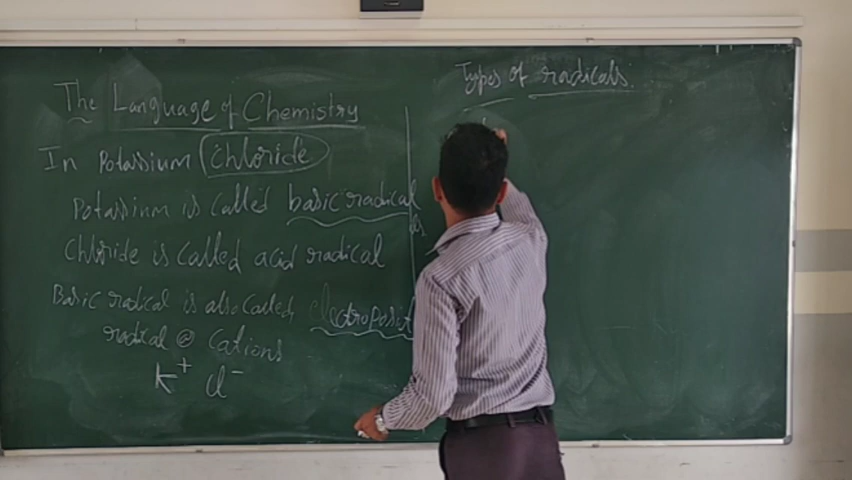 The Language of Chemistry
In Potassium Chloride
Potassium is called basic radical
Chloride is called acid radical
Basic radical is also called electroposit
radical @ Cations
K+ Cl-
Types of radicals.